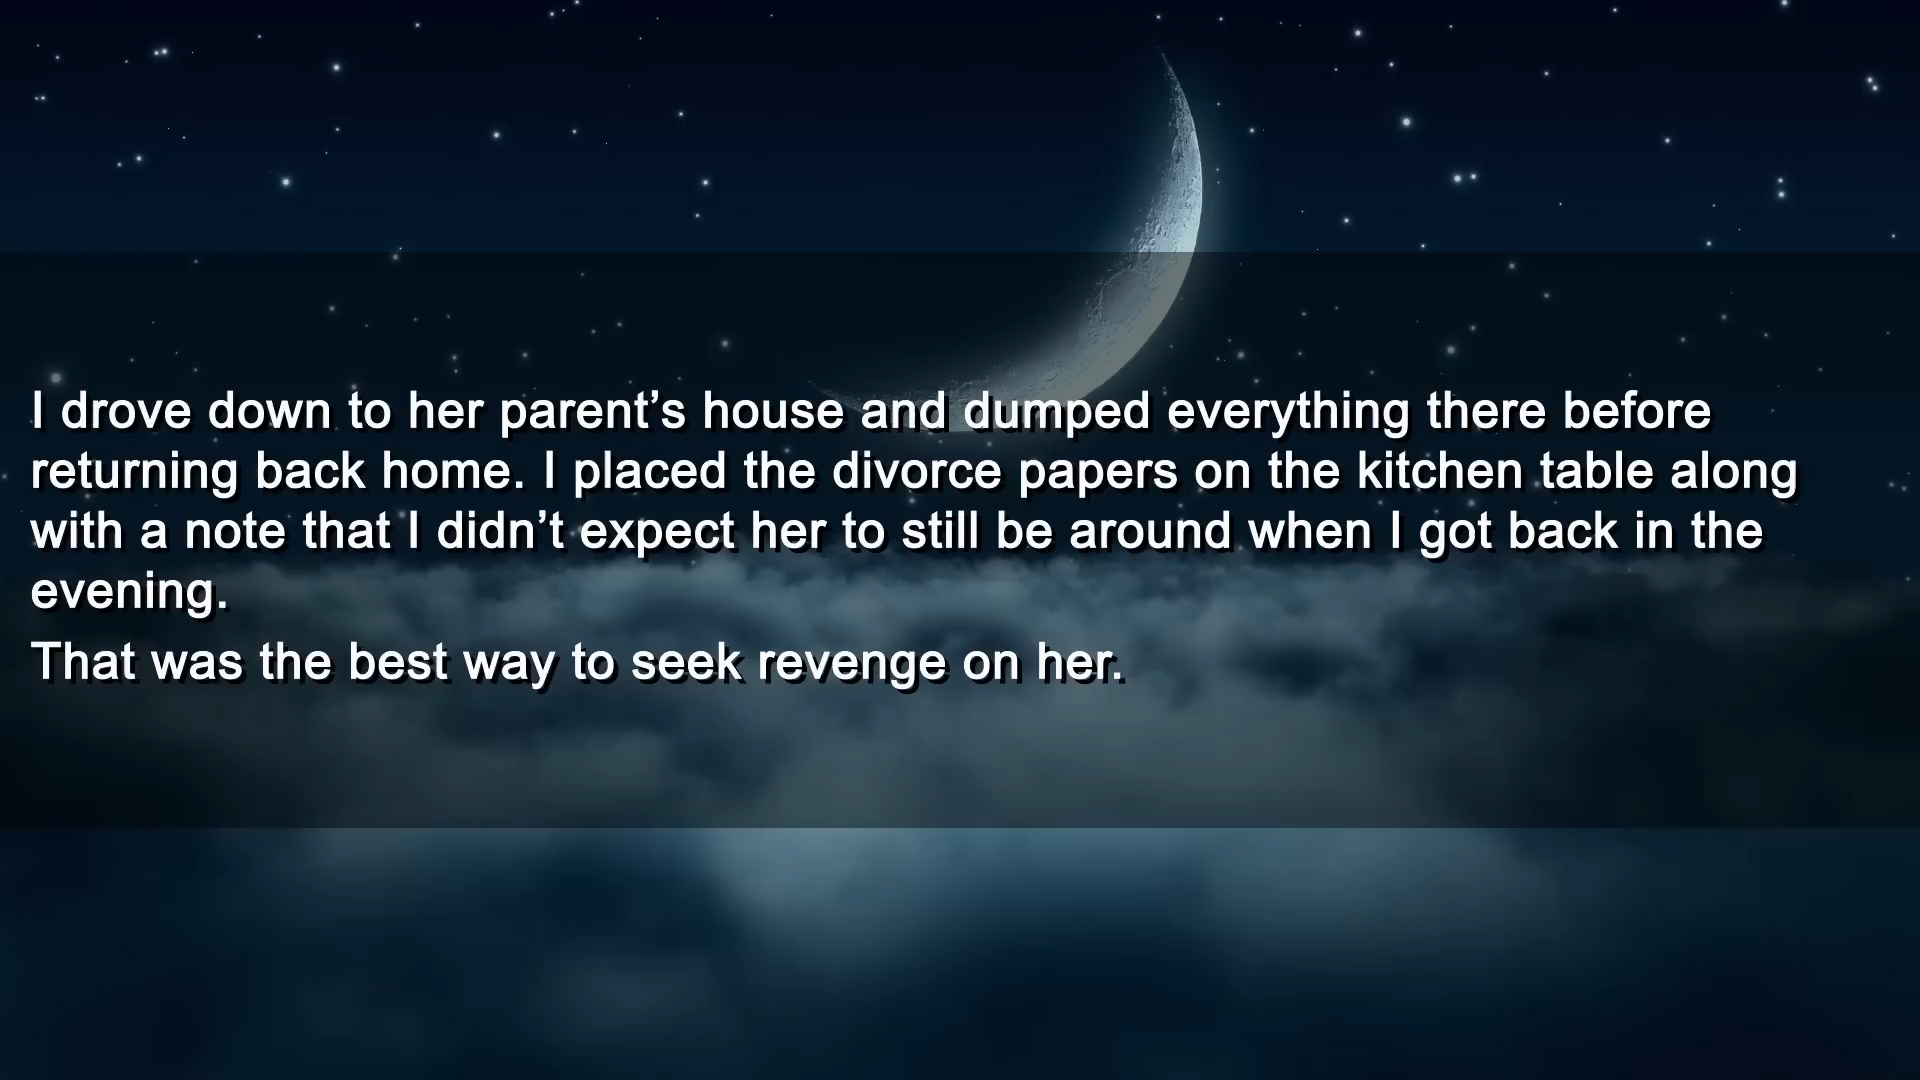 I drove down to her parent’s house and dumped everything there before
returning back home. I placed the divorce papers on the kitchen table along
with a note that I didn’t expect her to still be around when I got back in the
evening.
That was the best way to seek revenge on her.